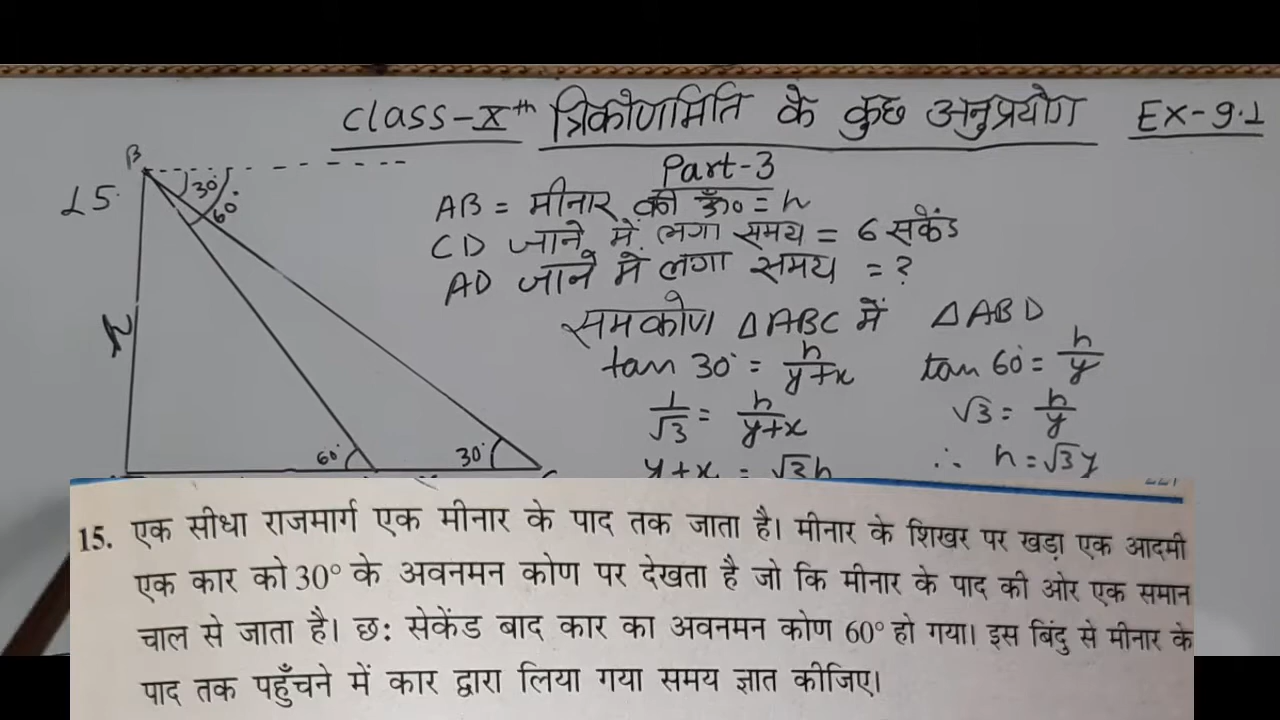 Class-Xth त्रिकोणमिति के कुछ अनुप्रयोग EX-9.1
Part-3
B
15.
30°
60°
AB = मीनार की ऊँ० = h
CD जाने में लगा समय = 6 सकेंड
AD जाने में लगा समय = ?
समकोण △ABC में △ABD
tan 30° = h/y+x tan 60° = h/y
1/√3 = h/y+x √3 = h/y
y+x = √3h ∴ h = √3y
h
60° 30°
15. एक सीधा राजमार्ग एक मीनार के पाद तक जाता है। मीनार के शिखर पर खड़ा एक आदमी
एक कार को 30° के अवनमन कोण पर देखता है जो कि मीनार के पाद की ओर एक समान
चाल से जाता है। छः सेकेंड बाद कार का अवनमन कोण 60° हो गया। इस बिंदु से मीनार के
पाद तक पहुँचने में कार द्वारा लिया गया समय ज्ञात कीजिए।